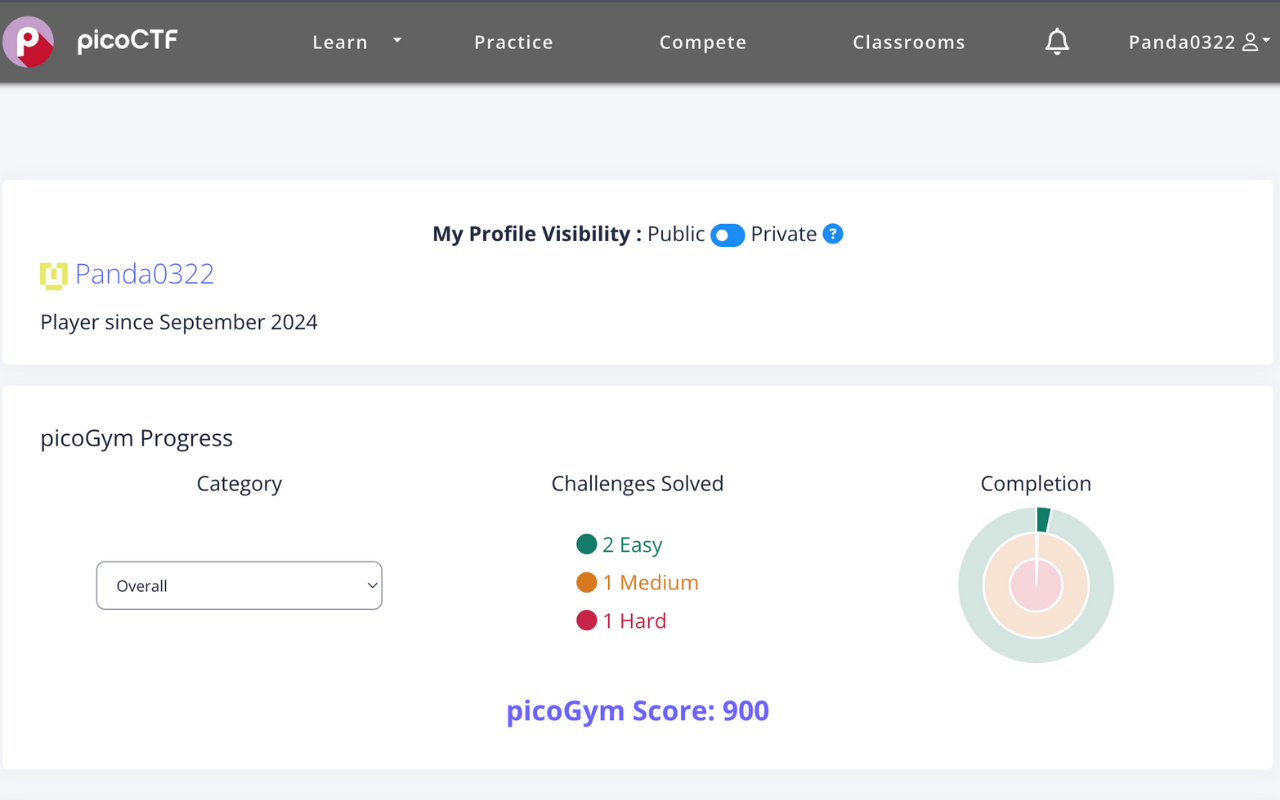 picoCTF Learn Practice Compete Classrooms Panda0322
My Profile Visibility : Public Private ?
Panda0322
Player since September 2024
picoGym Progress
Category Challenges Solved Completion
2 Easy
Overall
1 Medium
1 Hard
picoGym Score: 900